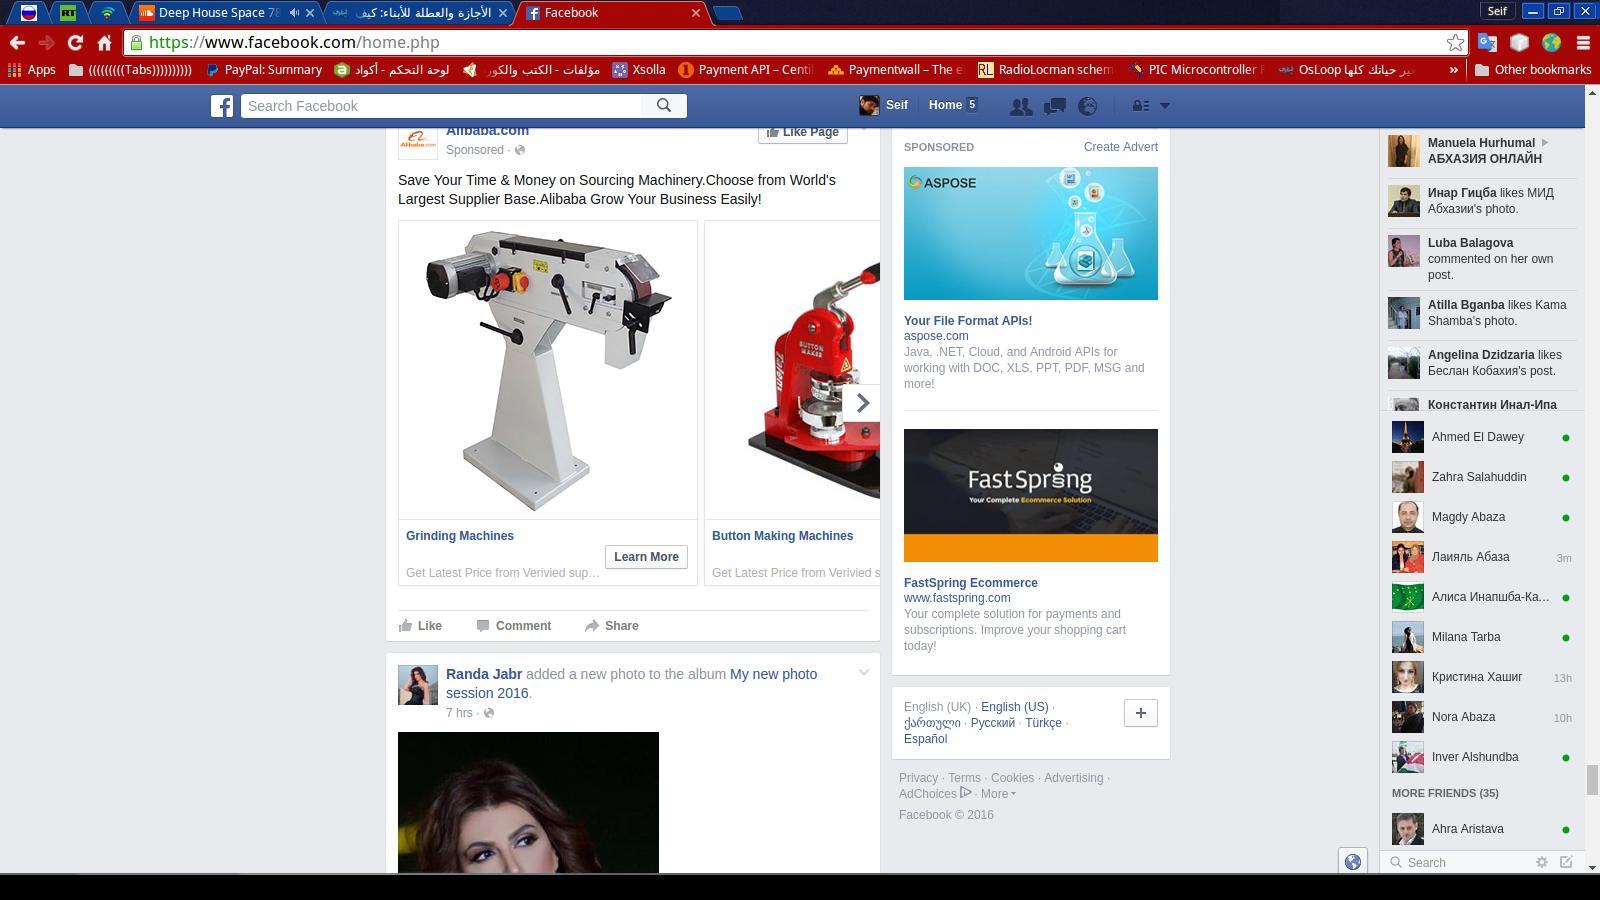 Deep House Space 78
الأجازة والعطلة للأبناء: كيف
Facebook
Seif
https://www.facebook.com/home.php
Apps
(((((((((Tabs))))))))))
PayPal: Summary
لوحة التحكم - أكواد
مؤلفات - الكتب والكور
Xsolla
Payment API – Centi
Paymentwall – The e
RadioLocman schem
PIC Microcontroller F
OsLoop غير حياتك كلها
Other bookmarks
Search Facebook
Seif
Home 5
Alibaba.com
Sponsored ·
Like Page
Save Your Time & Money on Sourcing Machinery.Choose from World's
Largest Supplier Base.Alibaba Grow Your Business Easily!
BUTTON
MAKER
Grinding Machines
Learn More
Get Latest Price from Verivied sup…
Button Making Machines
Get Latest Price from Verivied s
Like
Comment
Share
Randa Jabr added a new photo to the album My new photo
session 2016.
7 hrs ·
SPONSORED
Create Advert
ASPOSE
Your File Format APIs!
aspose.com
Java, .NET, Cloud, and Android APIs for
working with DOC, XLS, PPT, PDF, MSG and
more!
FastSpring
Your Complete Ecommerce Solution
FastSpring Ecommerce
www.fastspring.com
Your complete solution for payments and
subscriptions. Improve your shopping cart
today!
English (UK) · English (US) ·
ქართული · Русский · Türkçe ·
Español
Privacy · Terms · Cookies · Advertising ·
AdChoices · More
Facebook © 2016
Manuela Hurhumal
АБХАЗИЯ ОНЛАЙН
Инар Гицба likes МИД
Абхазии's photo.
Luba Balagova
commented on her own
post.
Atilla Bganba likes Kama
Shamba's photo.
Angelina Dzidzaria likes
Беслан Кобахия's post.
Константин Инал-Ипа
Ahmed El Dawey
Zahra Salahuddin
Magdy Abaza
Лаияль Абаза 3m
Алиса Инапшба-Ка...
Milana Tarba
Кристина Хашиг 13h
Nora Abaza 10h
Inver Alshundba
MORE FRIENDS (35)
Ahra Aristava
Search